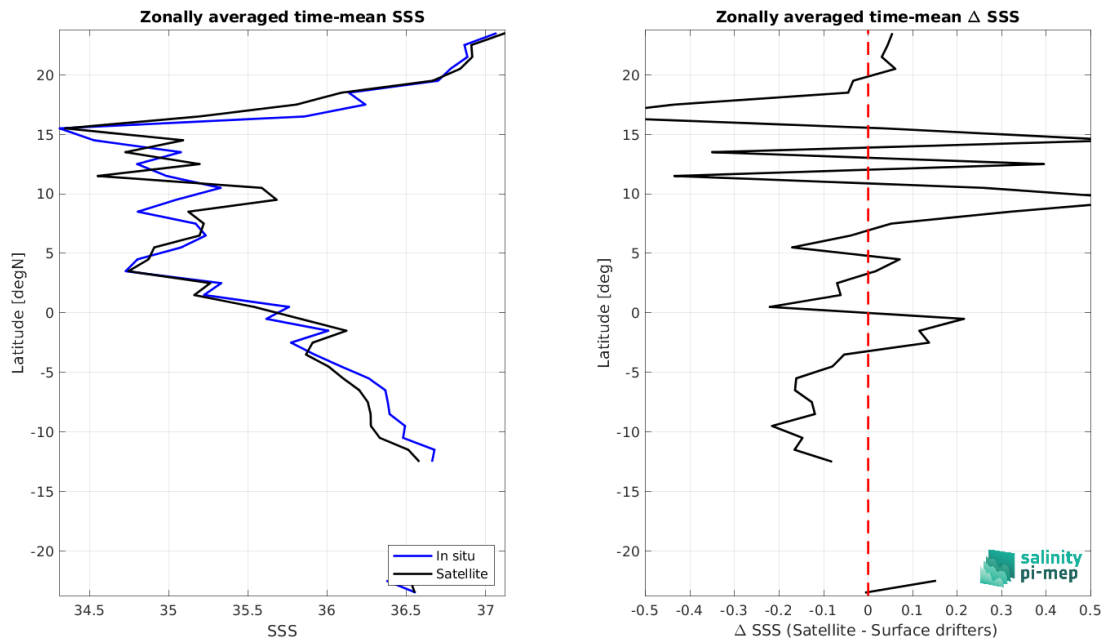 Zonally averaged time-mean SSS
Latitude [degN]
20
15
10
5
0
-5
-10
-15
-20
34.5 35 35.5 36 36.5 37
SSS
In situ
Satellite
Zonally averaged time-mean Δ SSS
Latitude [deg]
20
15
10
5
0
-5
-10
-15
-20
-0.5 -0.4 -0.3 -0.2 -0.1 0 0.1 0.2 0.3 0.4 0.5
Δ SSS (Satellite - Surface drifters)
salinity
pi-mep